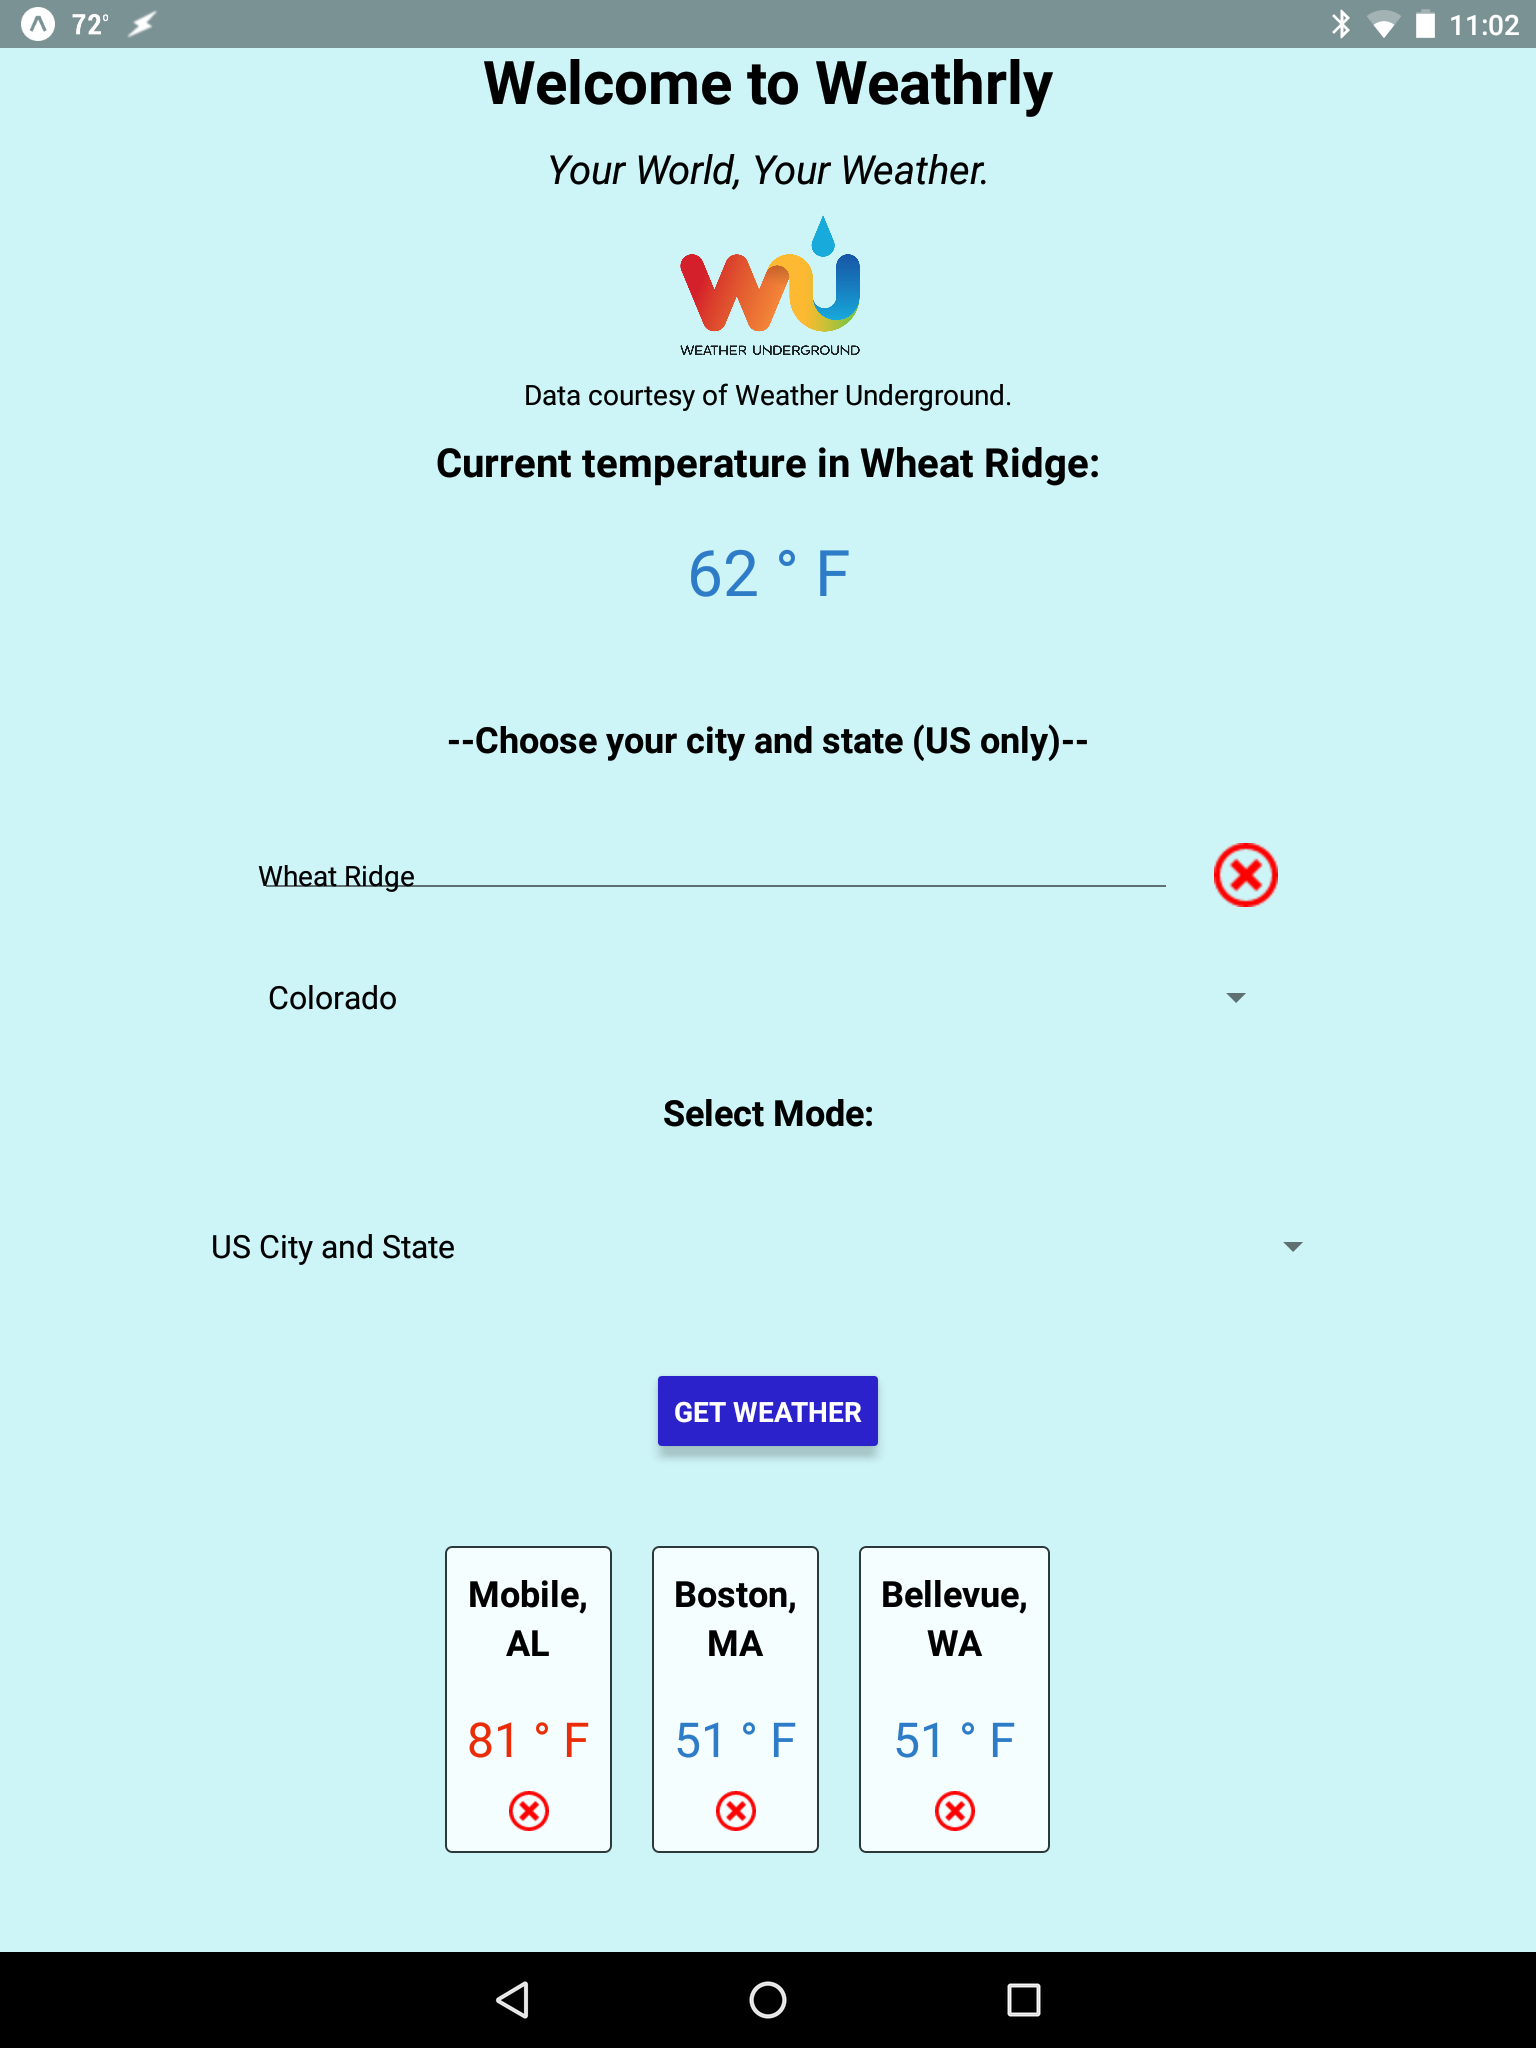 72°
11:02
Welcome to Weathrly
Your World, Your Weather.
wu
WEATHER UNDERGROUND
Data courtesy of Weather Underground.
Current temperature in Wheat Ridge:
62 ° F
--Choose your city and state (US only)--
Wheat Ridge
Colorado
Select Mode:
US City and State
GET WEATHER
Mobile,
AL
81 ° F
Boston,
MA
51 ° F
Bellevue,
WA
51 ° F